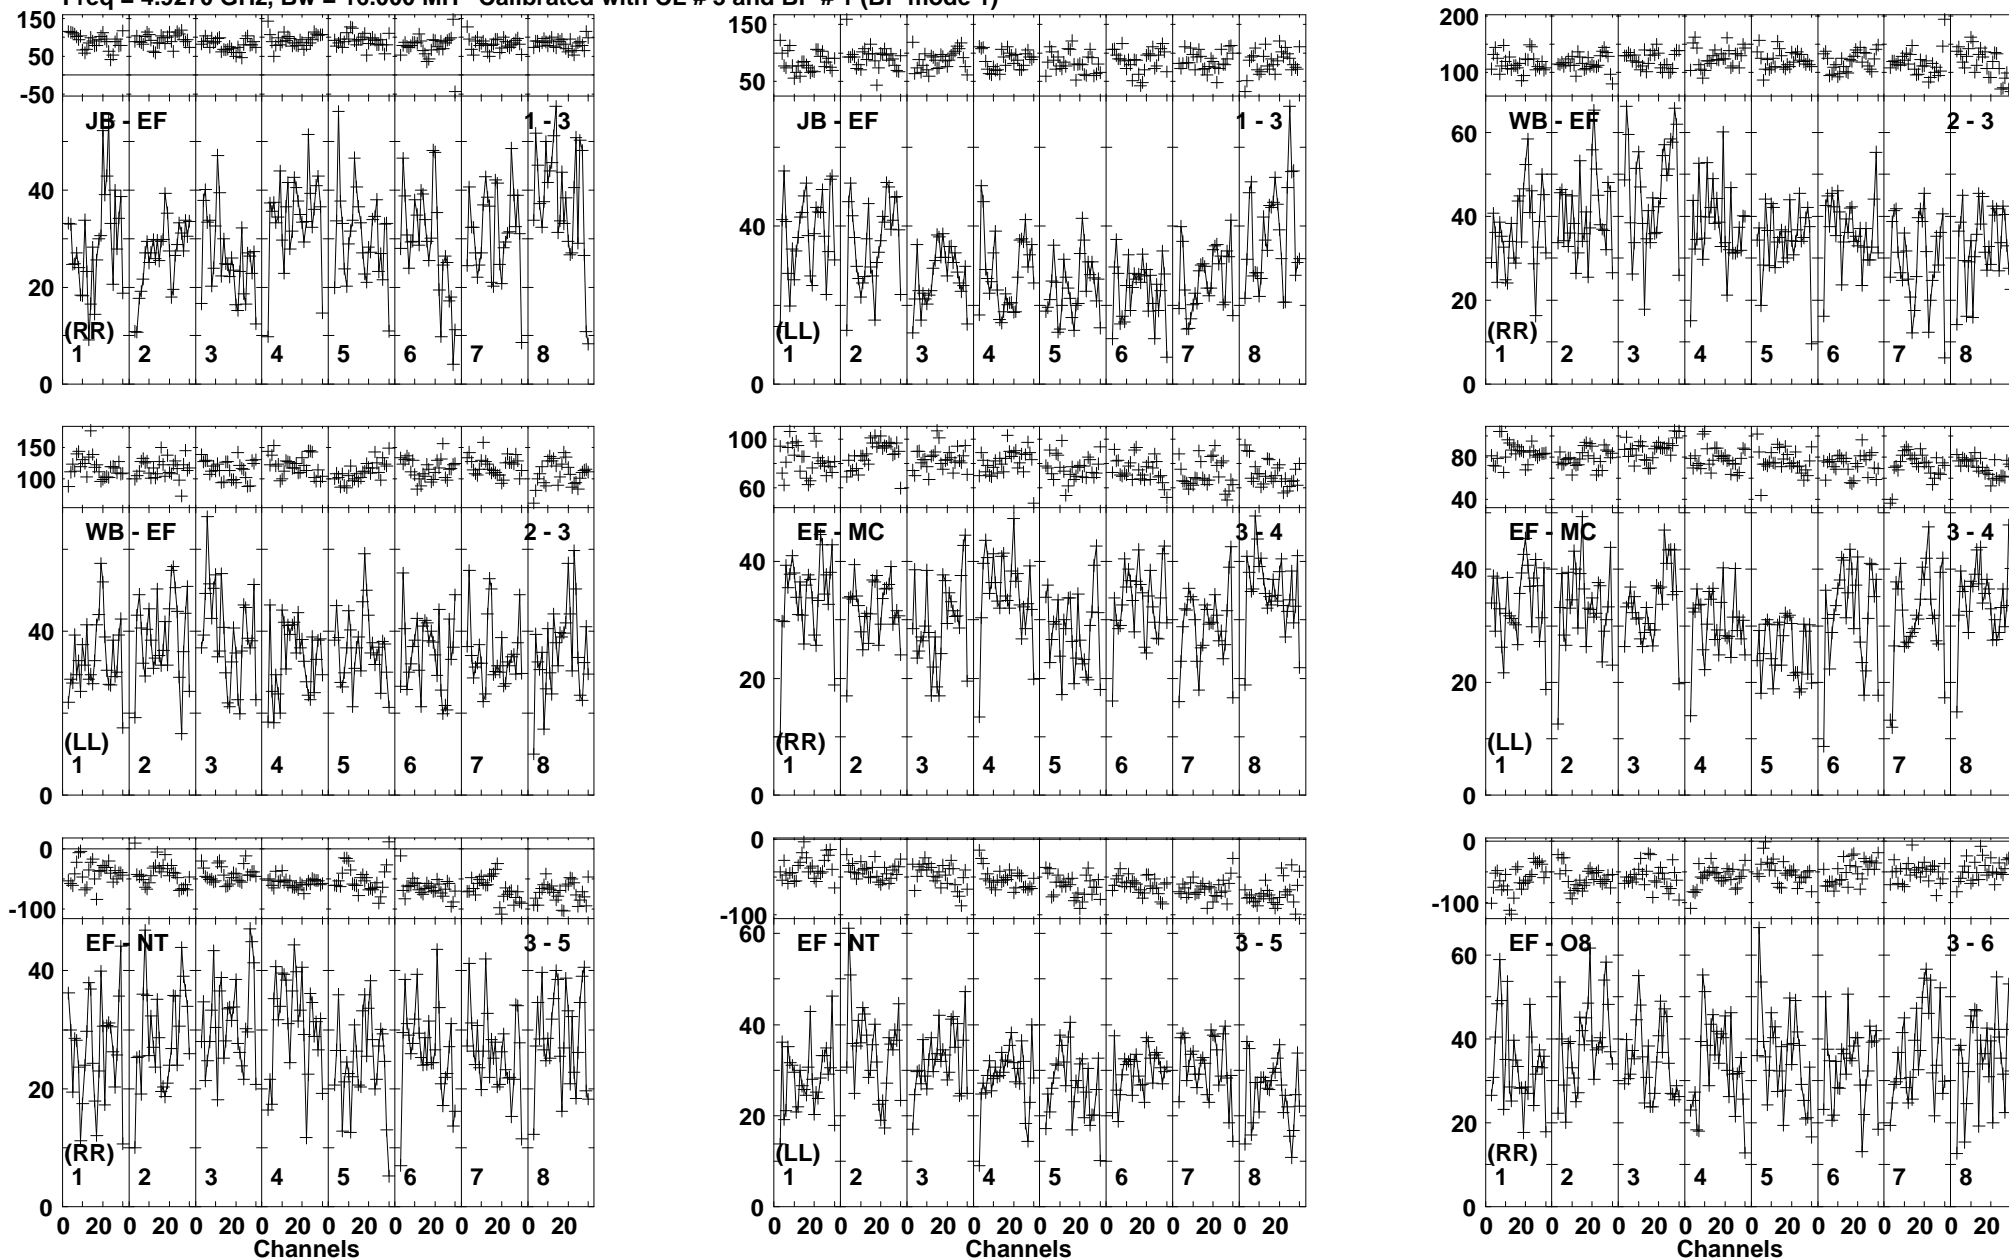 Freq = 4.9276 GHz, Bw = 16.000 MH Calibrated with CL # 3 and BP # 1 (BP mode 1)
150 50 -50
JB - EF 1 - 3
40 20 0
(RR)
1 2 3 4 5 6 7 8
150 50
JB - EF 1 - 3
40 0
(LL)
1 2 3 4 5 6 7 8
200 100
WB - EF 2 - 3
60 40 20 0
(RR)
1 2 3 4 5 6 7 8
150 100
WB - EF 2 - 3
40 0
(LL)
1 2 3 4 5 6 7 8
100 60
EF - MC 3 - 4
40 20 0
(RR)
1 2 3 4 5 6 7 8
80 40
EF - MC 3 - 4
40 20 0
(LL)
1 2 3 4 5 6 7 8
0 -100
EF - NT 3 - 5
40 20 0
(RR)
1 2 3 4 5 6 7 8
0 20 0 20 0 20 0 20 0 20 0 20 0 20 0 20
Channels
0 -100
EF - NT 3 - 5
60 40 20 0
(LL)
1 2 3 4 5 6 7 8
0 20 0 20 0 20 0 20 0 20 0 20 0 20 0 20
Channels
0 -100
EF - O8 3 - 6
60 40 20 0
(RR)
1 2 3 4 5 6 7 8
0 20 0 20 0 20 0 20 0 20 0 20 0 20 0 20
Channels